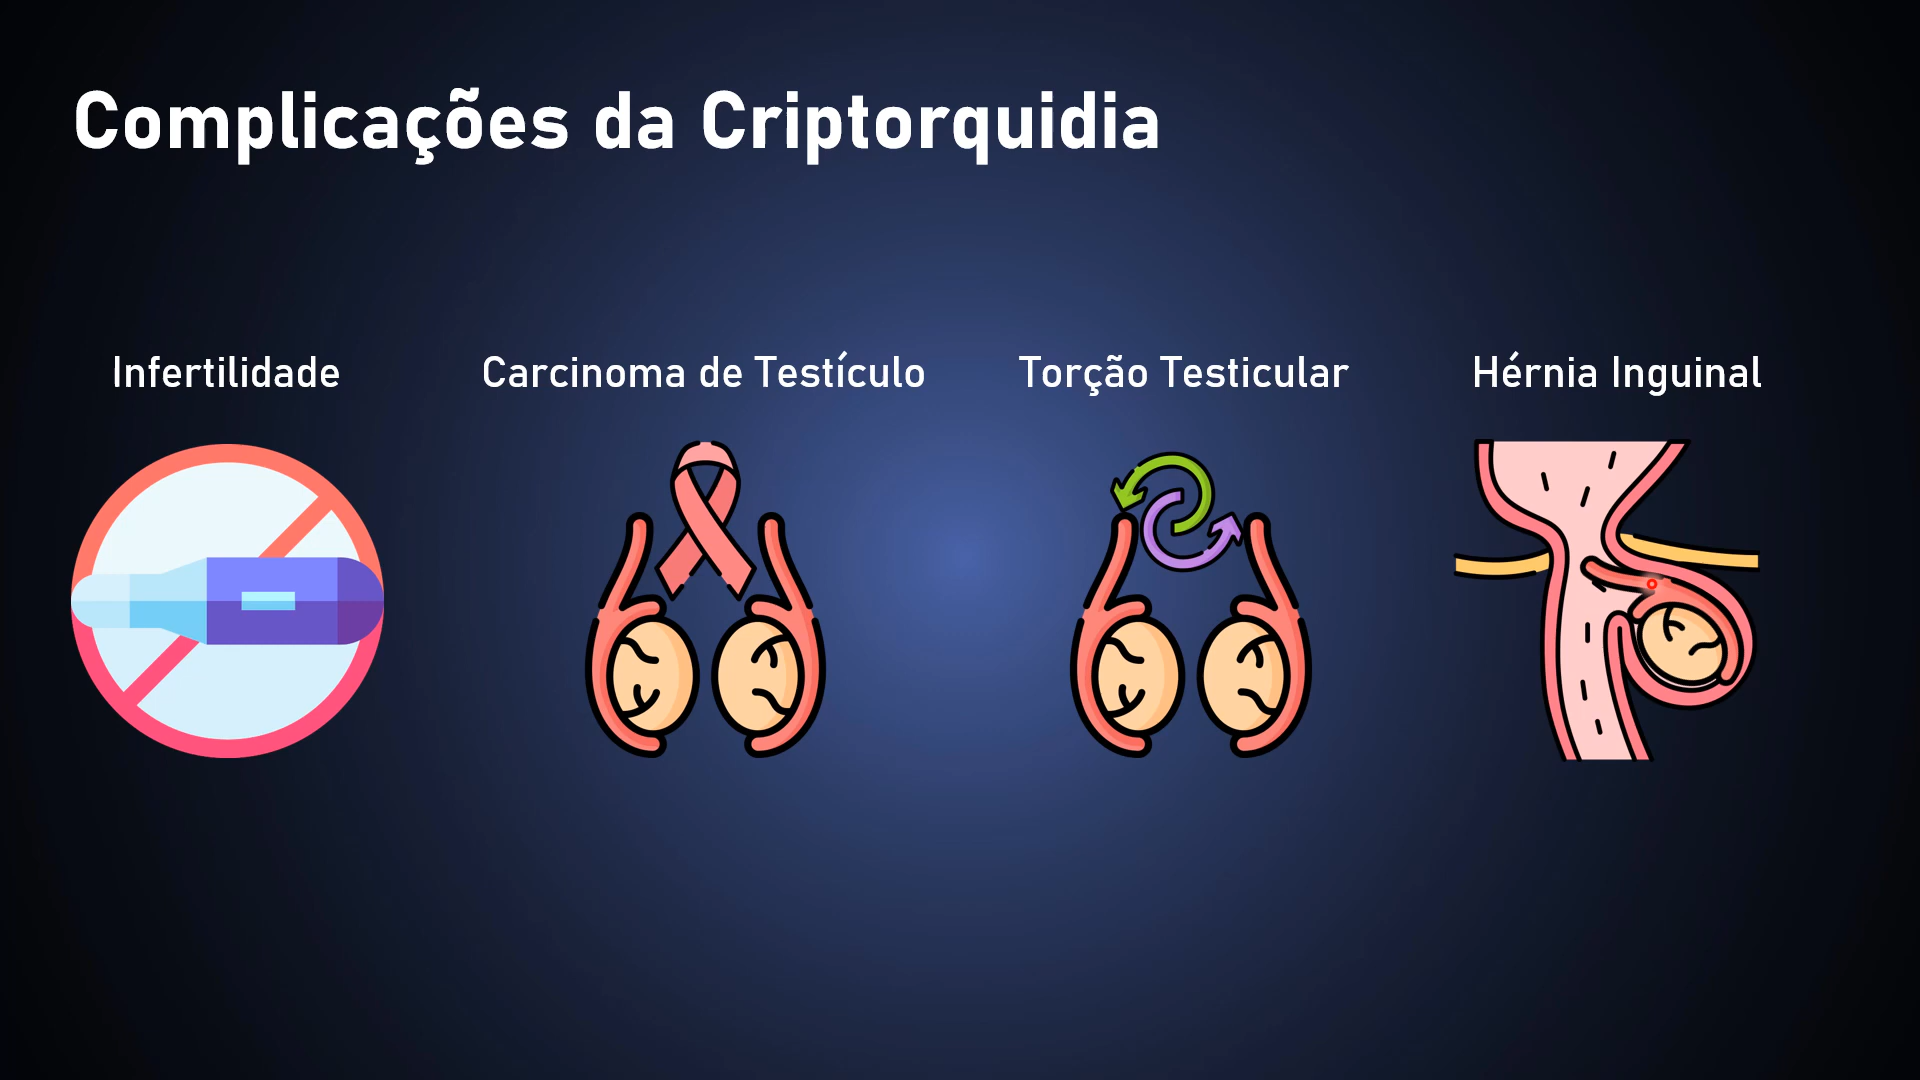 Complicações da Criptorquidia
Infertilidade
Carcinoma de Testículo
Torção Testicular
Hérnia Inguinal